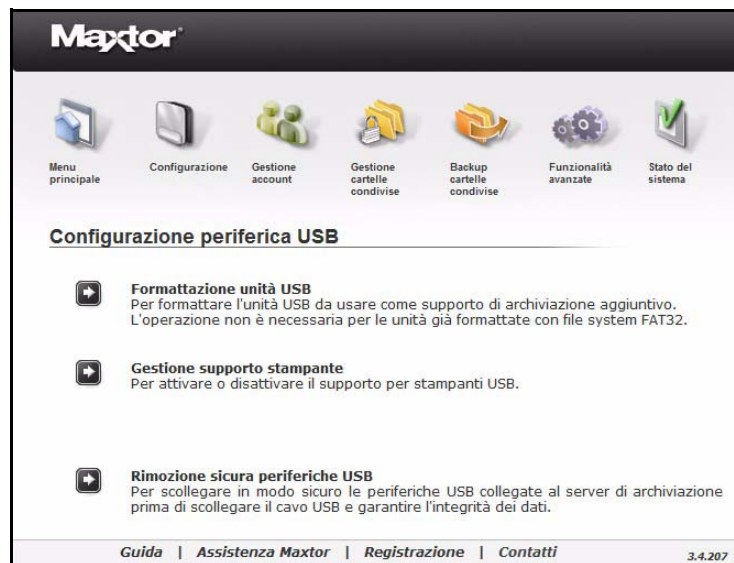 Maxtor
Menu
principale
Configurazione
Gestione
account
Gestione
cartelle
condivise
Backup
cartelle
condivise
Funzionalità
avanzate
Stato del
sistema
Configurazione periferica USB
Formattazione unità USB
Per formattare l'unità USB da usare come supporto di archiviazione aggiuntivo.
L'operazione non è necessaria per le unità già formattate con file system FAT32.
Gestione supporto stampante
Per attivare o disattivare il supporto per stampanti USB.
Rimozione sicura periferiche USB
Per scollegare in modo sicuro le periferiche USB collegate al server di archiviazione
prima di scollegare il cavo USB e garantire l'integrità dei dati.
Guida | Assistenza Maxtor | Registrazione | Contatti
3.4.207